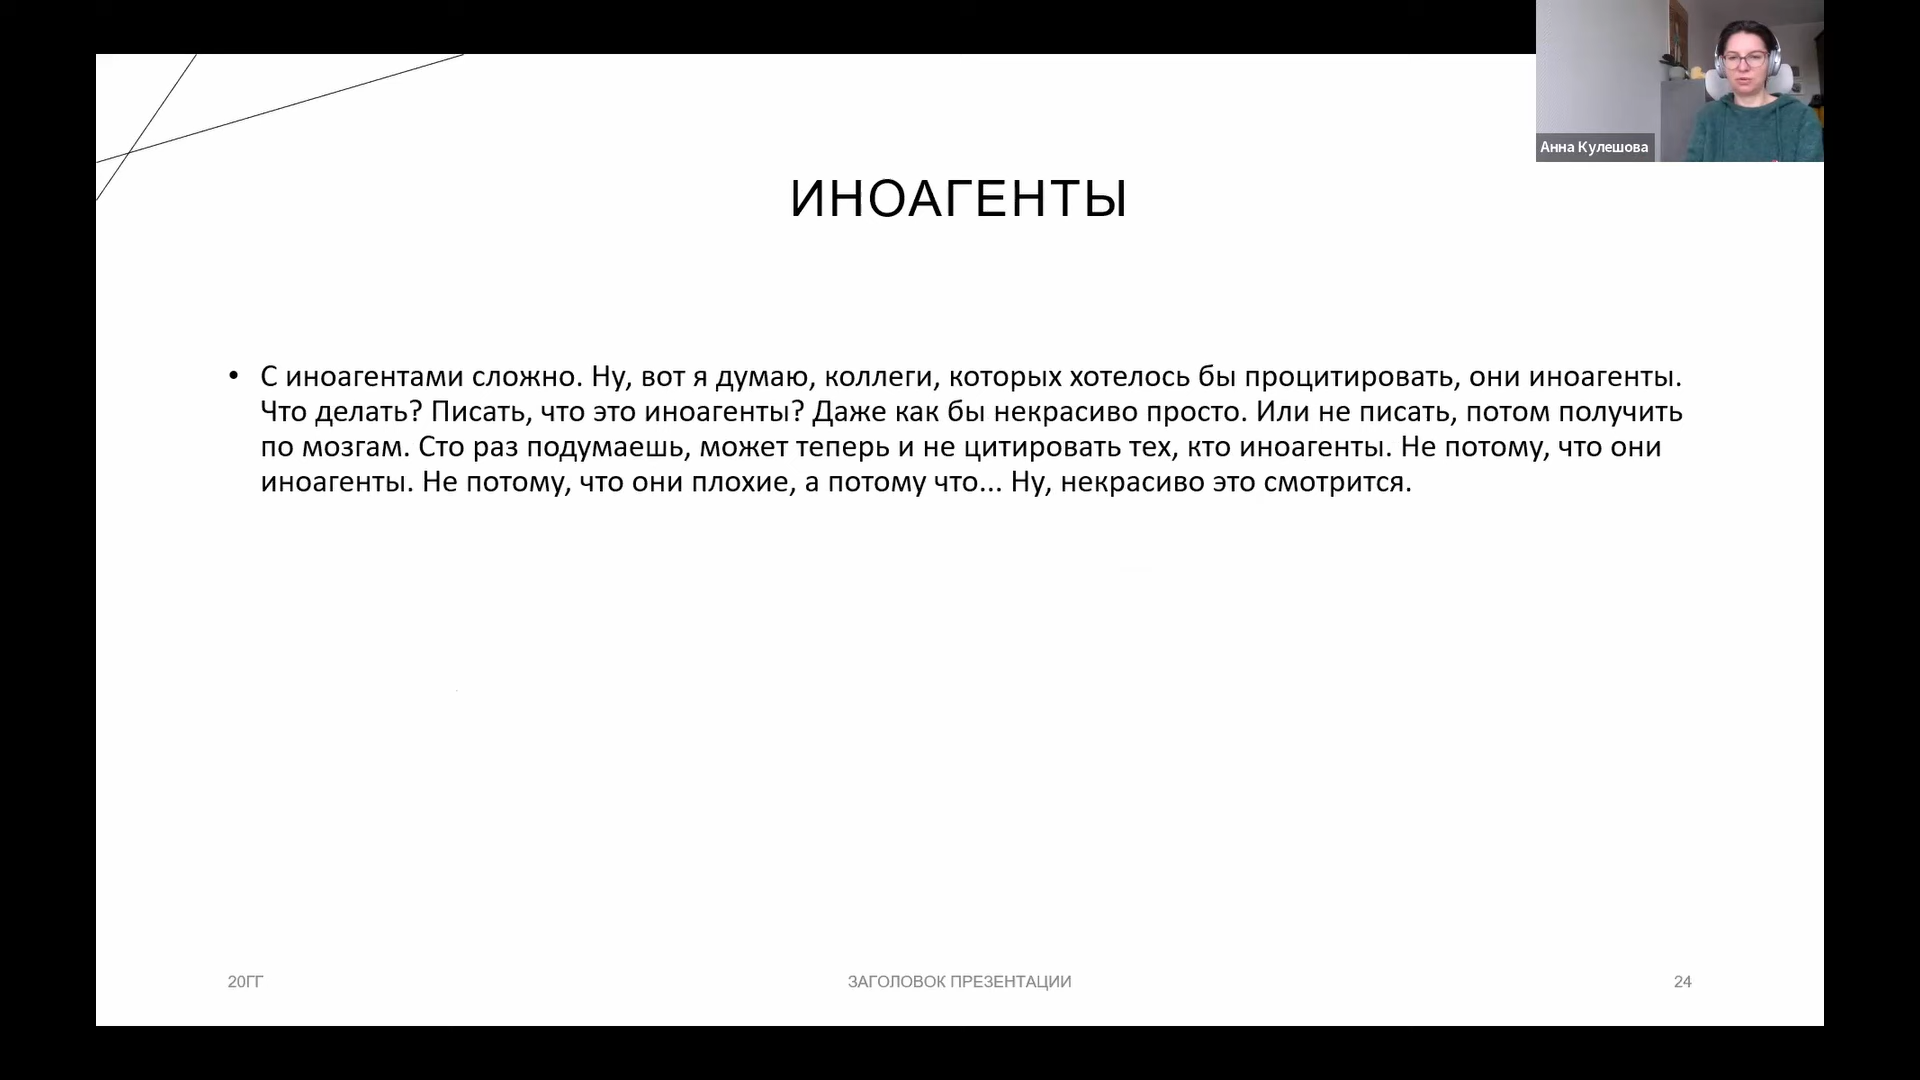 Анна Кулешова
ИНОАГЕНТЫ
• С иноагентами сложно. Ну, вот я думаю, коллеги, которых хотелось бы процитировать, они иноагенты.
Что делать? Писать, что это иноагенты? Даже как бы некрасиво просто. Или не писать, потом получить
по мозгам. Сто раз подумаешь, может теперь и не цитировать тех, кто иноагенты. Не потому, что они
иноагенты. Не потому, что они плохие, а потому что... Ну, некрасиво это смотрится.
20ГГ
ЗАГОЛОВОК ПРЕЗЕНТАЦИИ
24